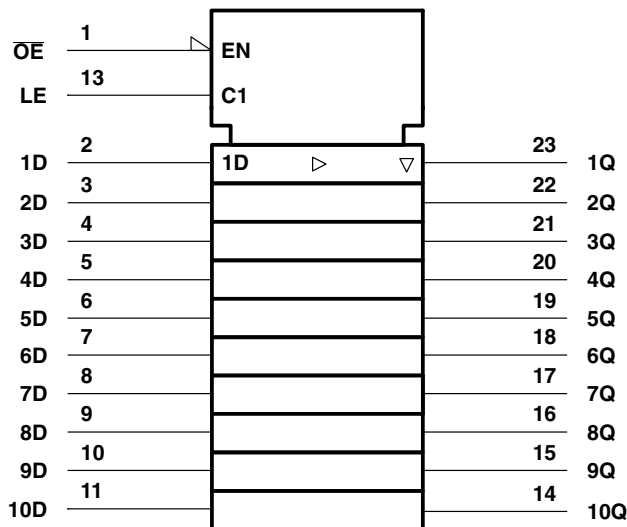 1
O̅E̅ EN
13
LE C1
2 23
1D 1D 1Q
3 22
2D 2Q
4 21
3D 3Q
5 20
4D 4Q
6 19
5D 5Q
7 18
6D 6Q
8 17
7D 7Q
9 16
8D 8Q
10 15
9D 9Q
11 14
10D 10Q